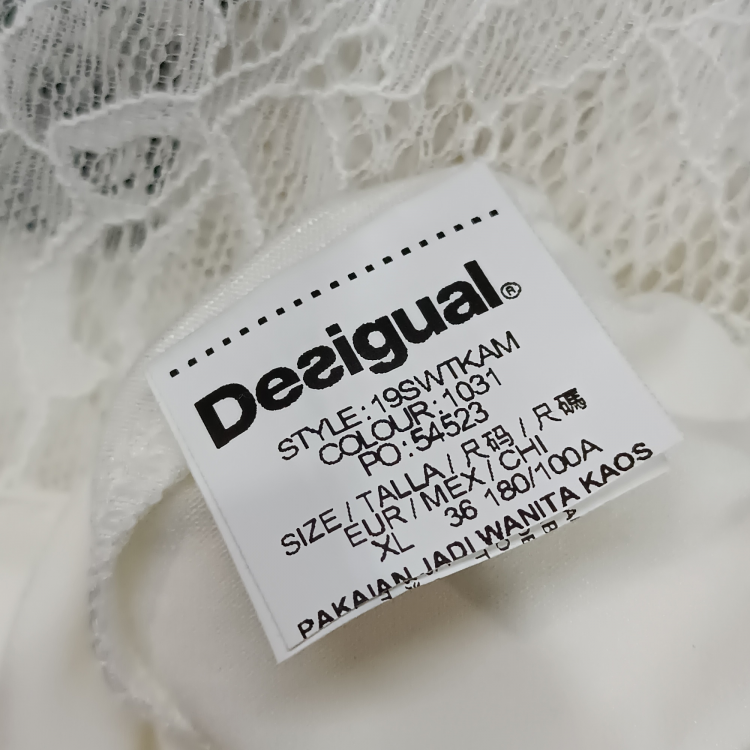 Desigual®
STYLE : 19SWTKAM
COLOUR : 1031
PO : 54523
SIZE / TALLA / 尺码 / 尺碼
EUR / MEX / CHI
XL 36 180/100A
PAKAIAN JADI WANITA KAOS